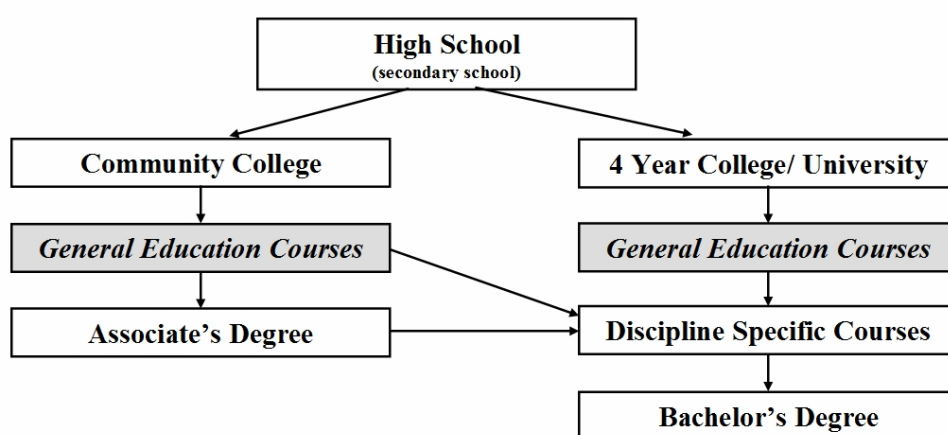 High School
(secondary school)
Community College
4 Year College/ University
General Education Courses
General Education Courses
Associate's Degree
Discipline Specific Courses
Bachelor's Degree